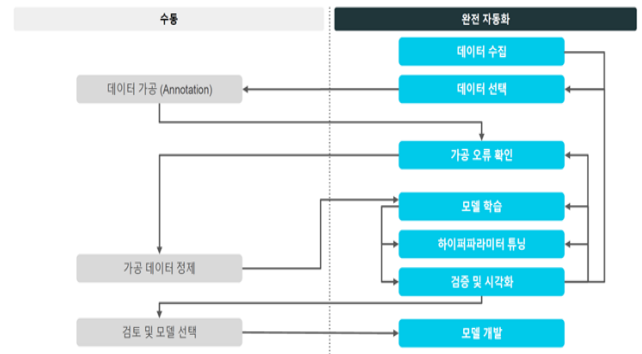 수동
완전 자동화
데이터 수집
데이터 가공 (Annotation)
데이터 선택
가공 오류 확인
모델 학습
하이퍼파라미터 튜닝
가공 데이터 정제
검증 및 시각화
검토 및 모델 선택
모델 개발